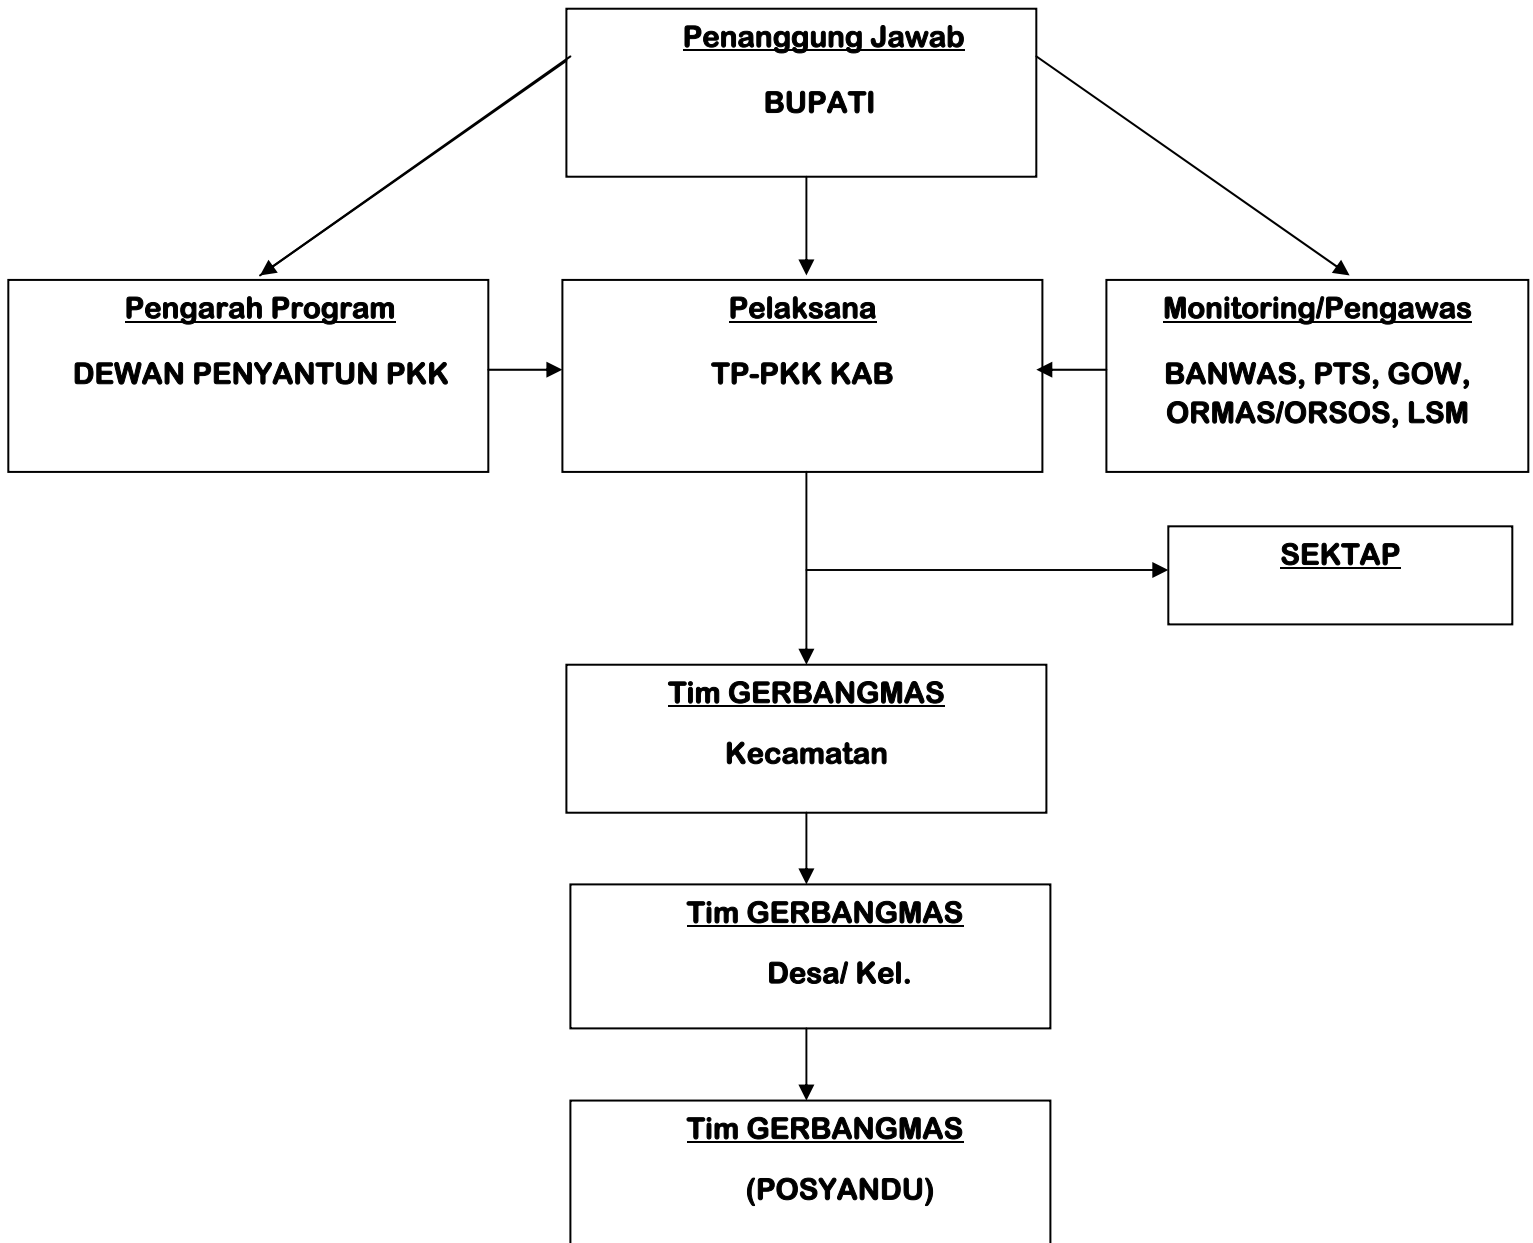 Penanggung Jawab
BUPATI
Pengarah Program
DEWAN PENYANTUN PKK
Pelaksana
TP-PKK KAB
Monitoring/Pengawas
BANWAS, PTS, GOW,
ORMAS/ORSOS, LSM
SEKTAP
Tim GERBANGMAS
Kecamatan
Tim GERBANGMAS
Desa/ Kel.
Tim GERBANGMAS
(POSYANDU)